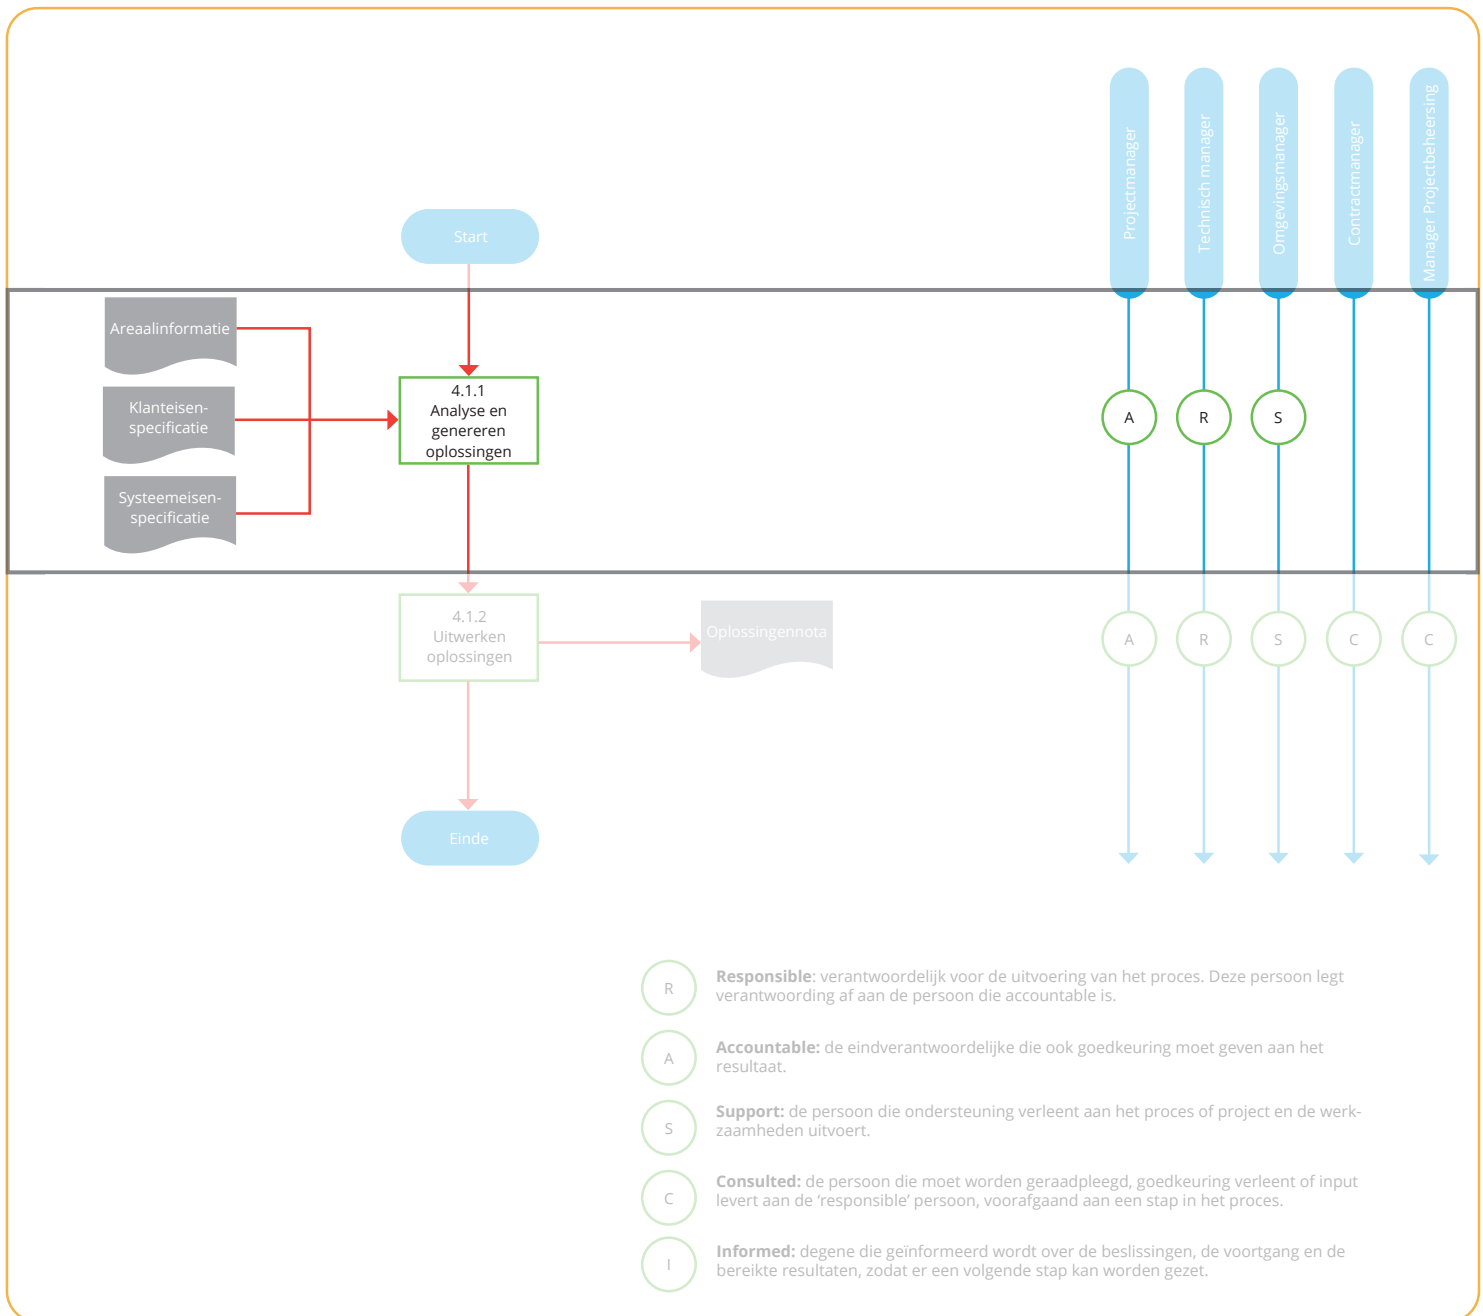 Projectmanager
Technisch manager
Omgevingsmanager
Contractmanager
Manager Projectbeheersing
Start
Areaalinformatie
Klanteisen-
specificatie
Systeemeisen-
specificatie
4.1.1
Analyse en
genereren
oplossingen
A
R
S
4.1.2
Uitwerken
oplossingen
Oplossingennota
A
R
S
C
C
Einde
R
Responsible: verantwoordelijk voor de uitvoering van het proces. Deze persoon legt
verantwoording af aan de persoon die accountable is.
A
Accountable: de eindverantwoordelijke die ook goedkeuring moet geven aan het
resultaat.
S
Support: de persoon die ondersteuning verleent aan het proces of project en de werk-
zaamheden uitvoert.
C
Consulted: de persoon die moet worden geraadpleegd, goedkeuring verleent of input
levert aan de ‘responsible’ persoon, voorafgaand aan een stap in het proces.
I
Informed: degene die geïnformeerd wordt over de beslissingen, de voortgang en de
bereikte resultaten, zodat er een volgende stap kan worden gezet.